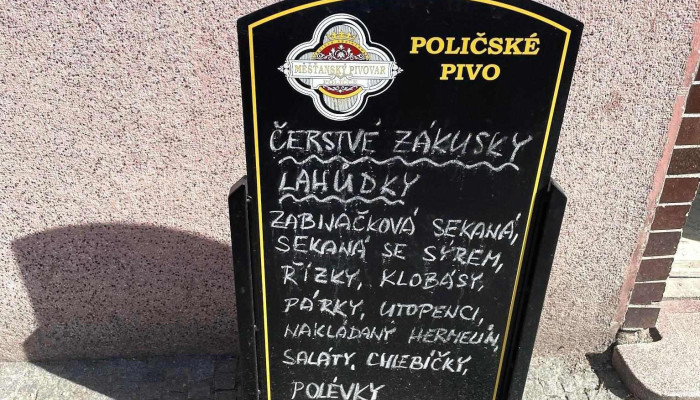 MĚŠŤANSKÝ PIVOVAR
POLIČSKÉ
PIVO
ČERSTVÉ ZÁKUSKY
LAHŮDKY
ZABIJAČKOVÁ SEKANÁ,
SEKANÁ SE SÝREM,
ŘÍZKY, KLOBÁSY,
PÁRKY, UTOPENCI,
NAKLÁDANÝ HERMELÍN,
SALÁTY, CHLEBÍČKY,
POLÉVKY